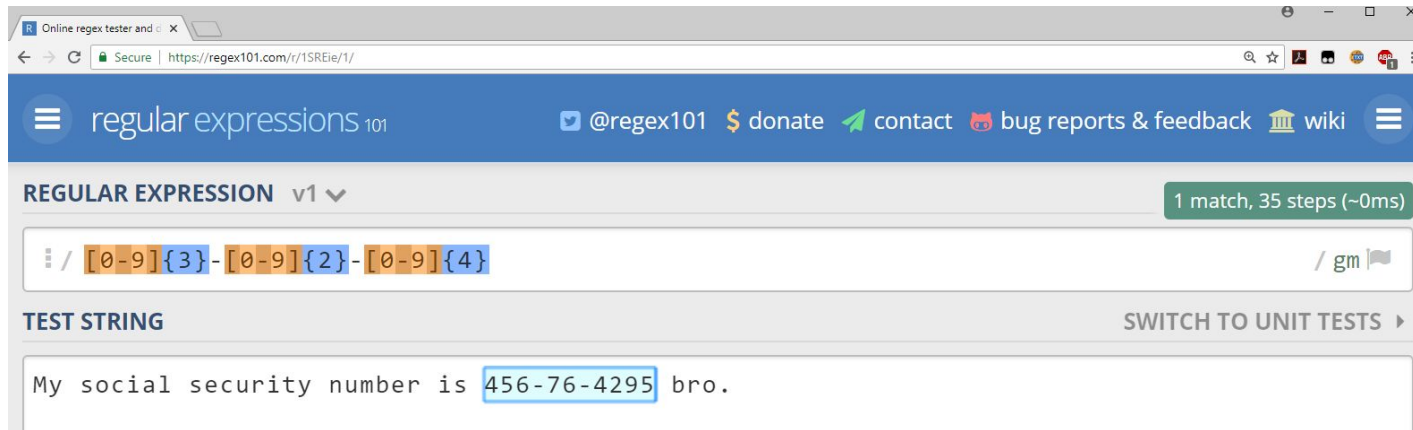 Online regex tester and d
Secure | https://regex101.com/r/1SREie/1/
regular expressions 101 @regex101 $ donate contact bug reports & feedback wiki
REGULAR EXPRESSION v1
1 match, 35 steps (~0ms)
/ [0-9]{3}-[0-9]{2}-[0-9]{4} / gm
TEST STRING SWITCH TO UNIT TESTS
My social security number is 456-76-4295 bro.